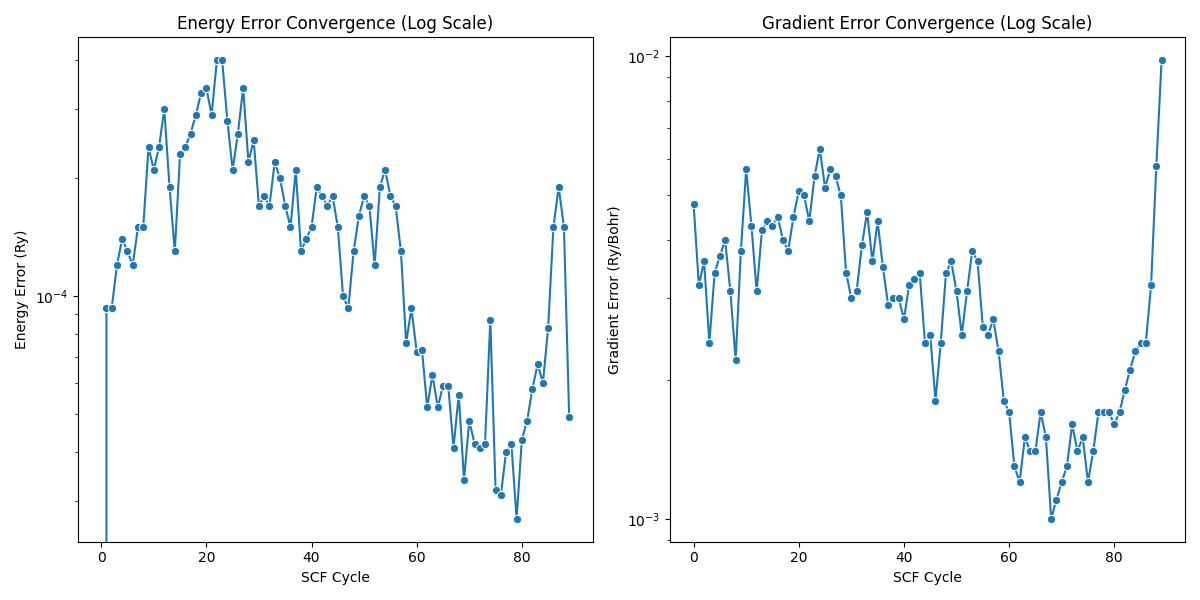 Energy Error Convergence (Log Scale)
Energy Error (Ry)
10⁻⁴
0 20 40 60 80
SCF Cycle
Gradient Error Convergence (Log Scale)
Gradient Error (Ry/Bohr)
10⁻²
10⁻³
0 20 40 60 80
SCF Cycle